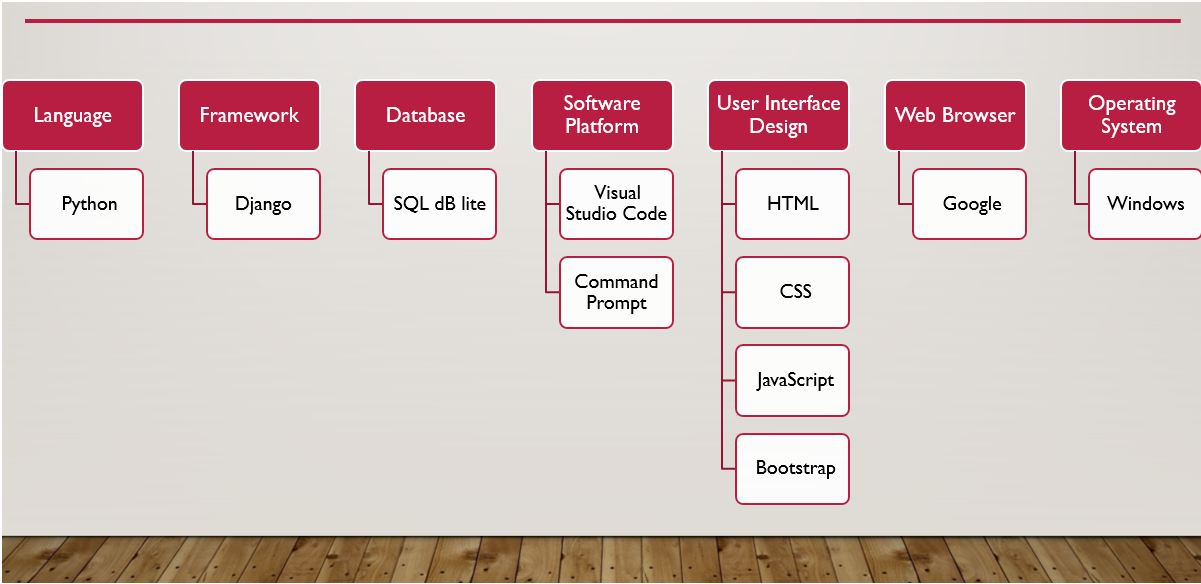 Language
Python
Framework
Django
Database
SQL dB lite
Software
Platform
Visual
Studio Code
Command
Prompt
User Interface
Design
HTML
CSS
JavaScript
Bootstrap
Web Browser
Google
Operating
System
Windows